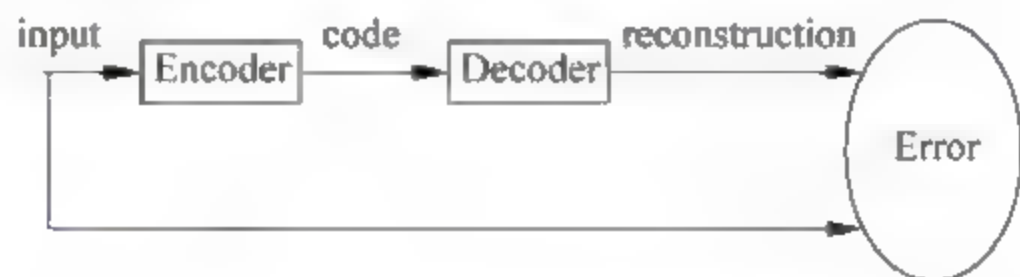 input
code
reconstruction
Encoder
Decoder
Error